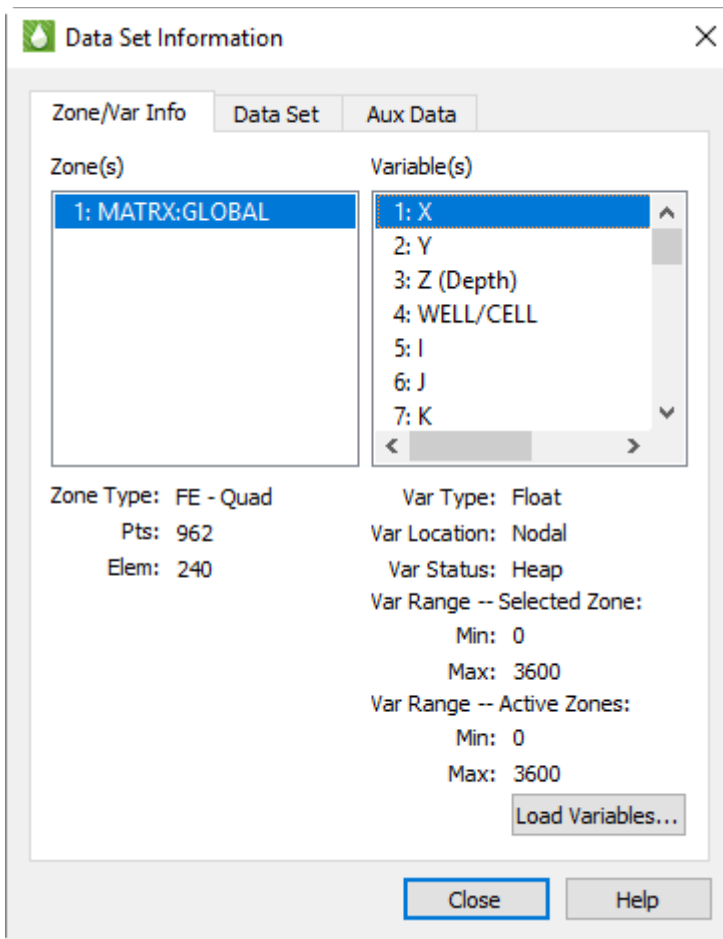 Data Set Information
Zone/Var Info Data Set Aux Data
Zone(s) Variable(s)
1: MATRX:GLOBAL
1: X
2: Y
3: Z (Depth)
4: WELL/CELL
5: I
6: J
7: K
Zone Type: FE - Quad
Pts: 962
Elem: 240
Var Type: Float
Var Location: Nodal
Var Status: Heap
Var Range -- Selected Zone:
Min: 0
Max: 3600
Var Range -- Active Zones:
Min: 0
Max: 3600
Load Variables...
Close Help